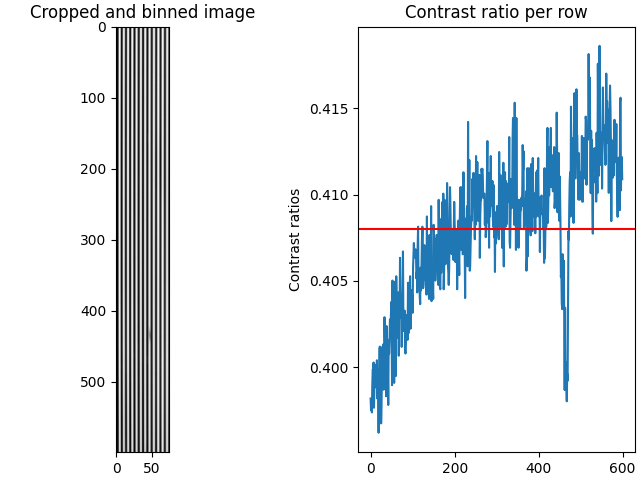 Cropped and binned image
0
100
200
300
400
500
0 50
Contrast ratio per row
Contrast ratios
0.415
0.410
0.405
0.400
0 200 400 600